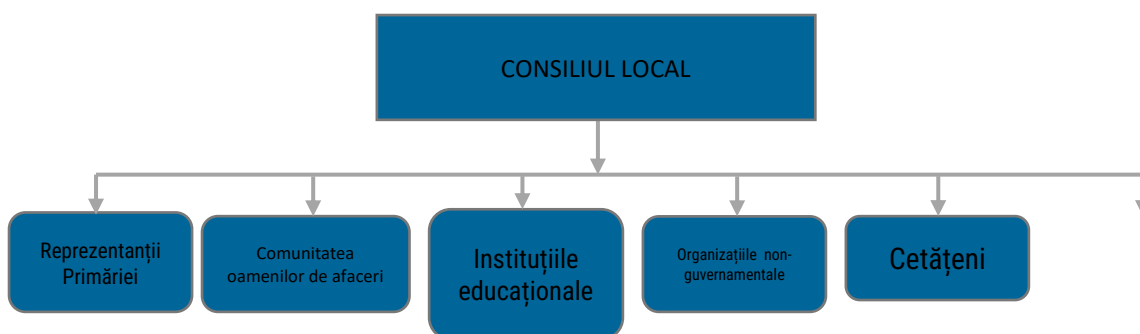 CONSILIUL LOCAL
Reprezentanții
Primăriei
Comunitatea
oamenilor de afaceri
Instituțiile
educaționale
Organizațiile non-
guvernamentale
Cetățeni